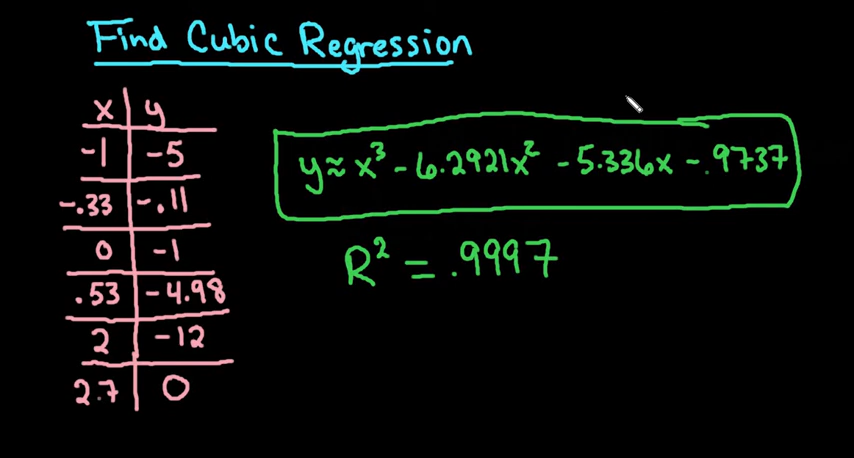 Find Cubic Regression
x y
-1 -5
-.33 -.11
0 -1
.53 -4.98
2 -12
2.7 0
y ≈ x³ - 6.2921x² - 5.336x - .9737
R² = .9997